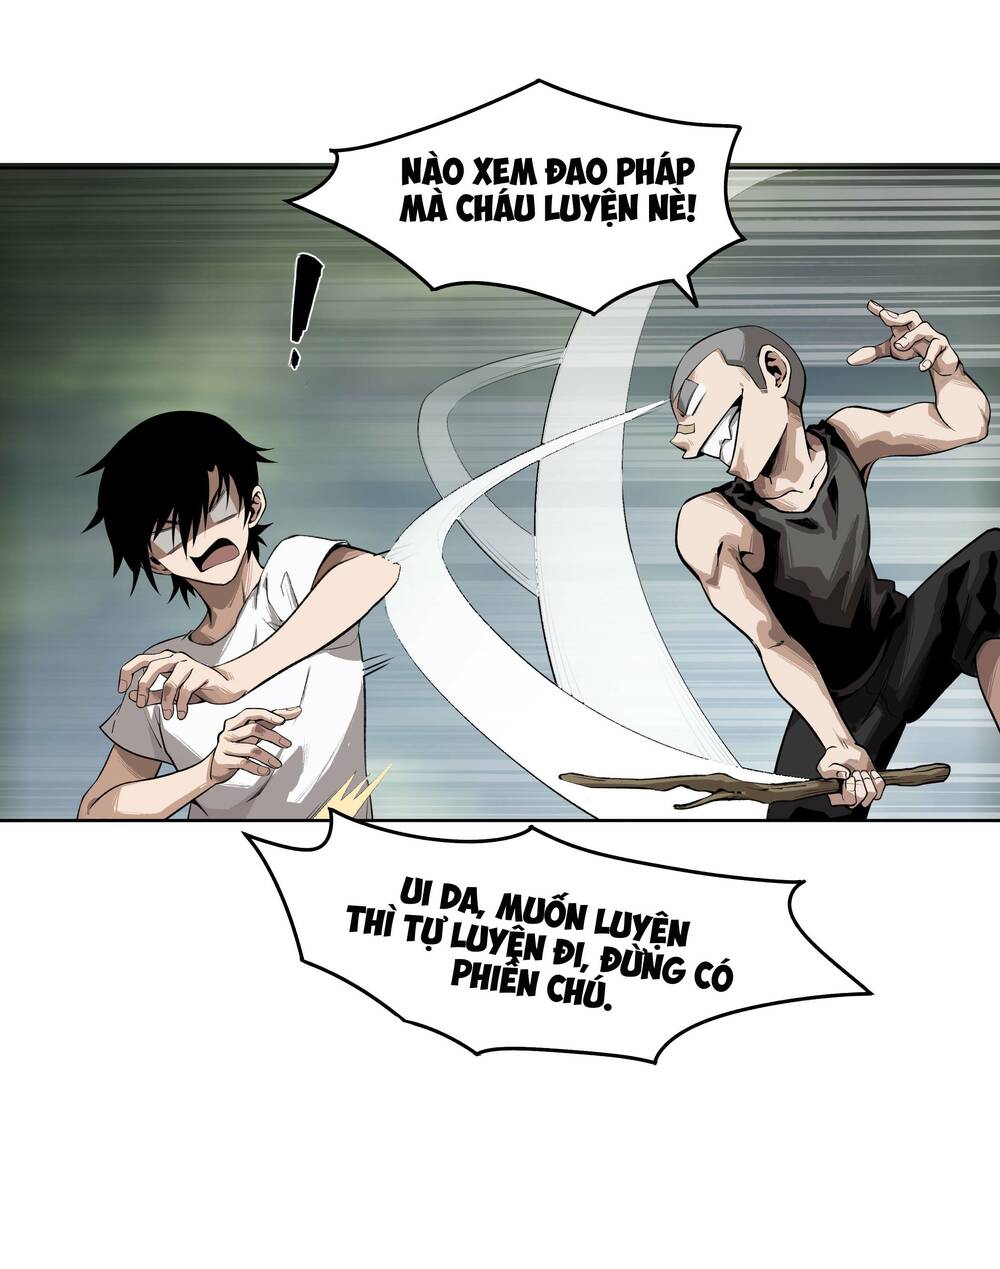 NÀO XEM ĐAO PHÁP
MÀ CHÁU LUYỆN NÈ!
UI DA, MUỐN LUYỆN
THÌ TỰ LUYỆN ĐI, ĐỪNG CÓ
PHIỀN CHÚ.